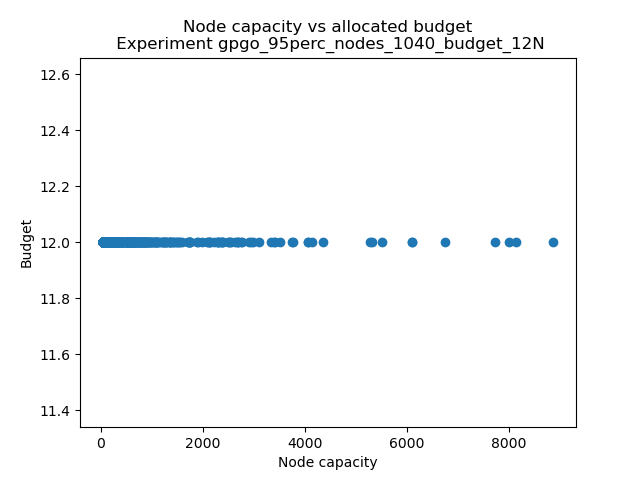 Node capacity vs allocated budget
Experiment gpgo_95perc_nodes_1040_budget_12N
12.6
12.4
12.2
12.0
11.8
11.6
11.4
Budget
0 2000 4000 6000 8000
Node capacity